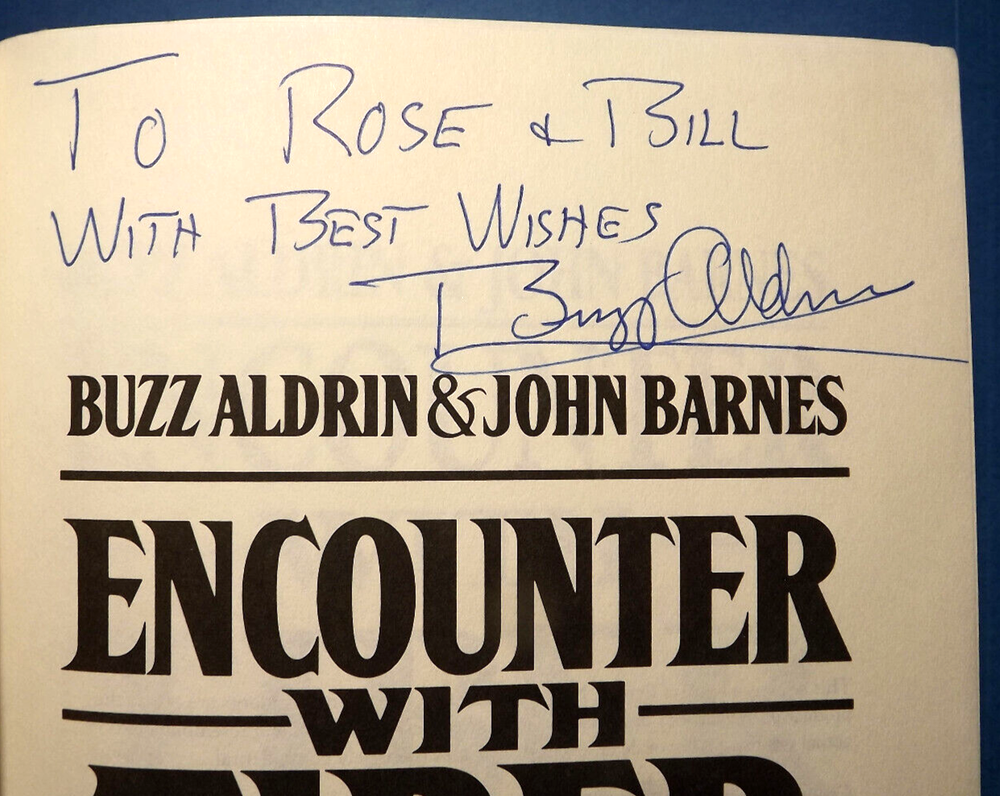 TO ROSE & BILL
WITH BEST WISHES
Buzz Aldrin
BUZZ ALDRIN & JOHN BARNES
ENCOUNTER
WITH